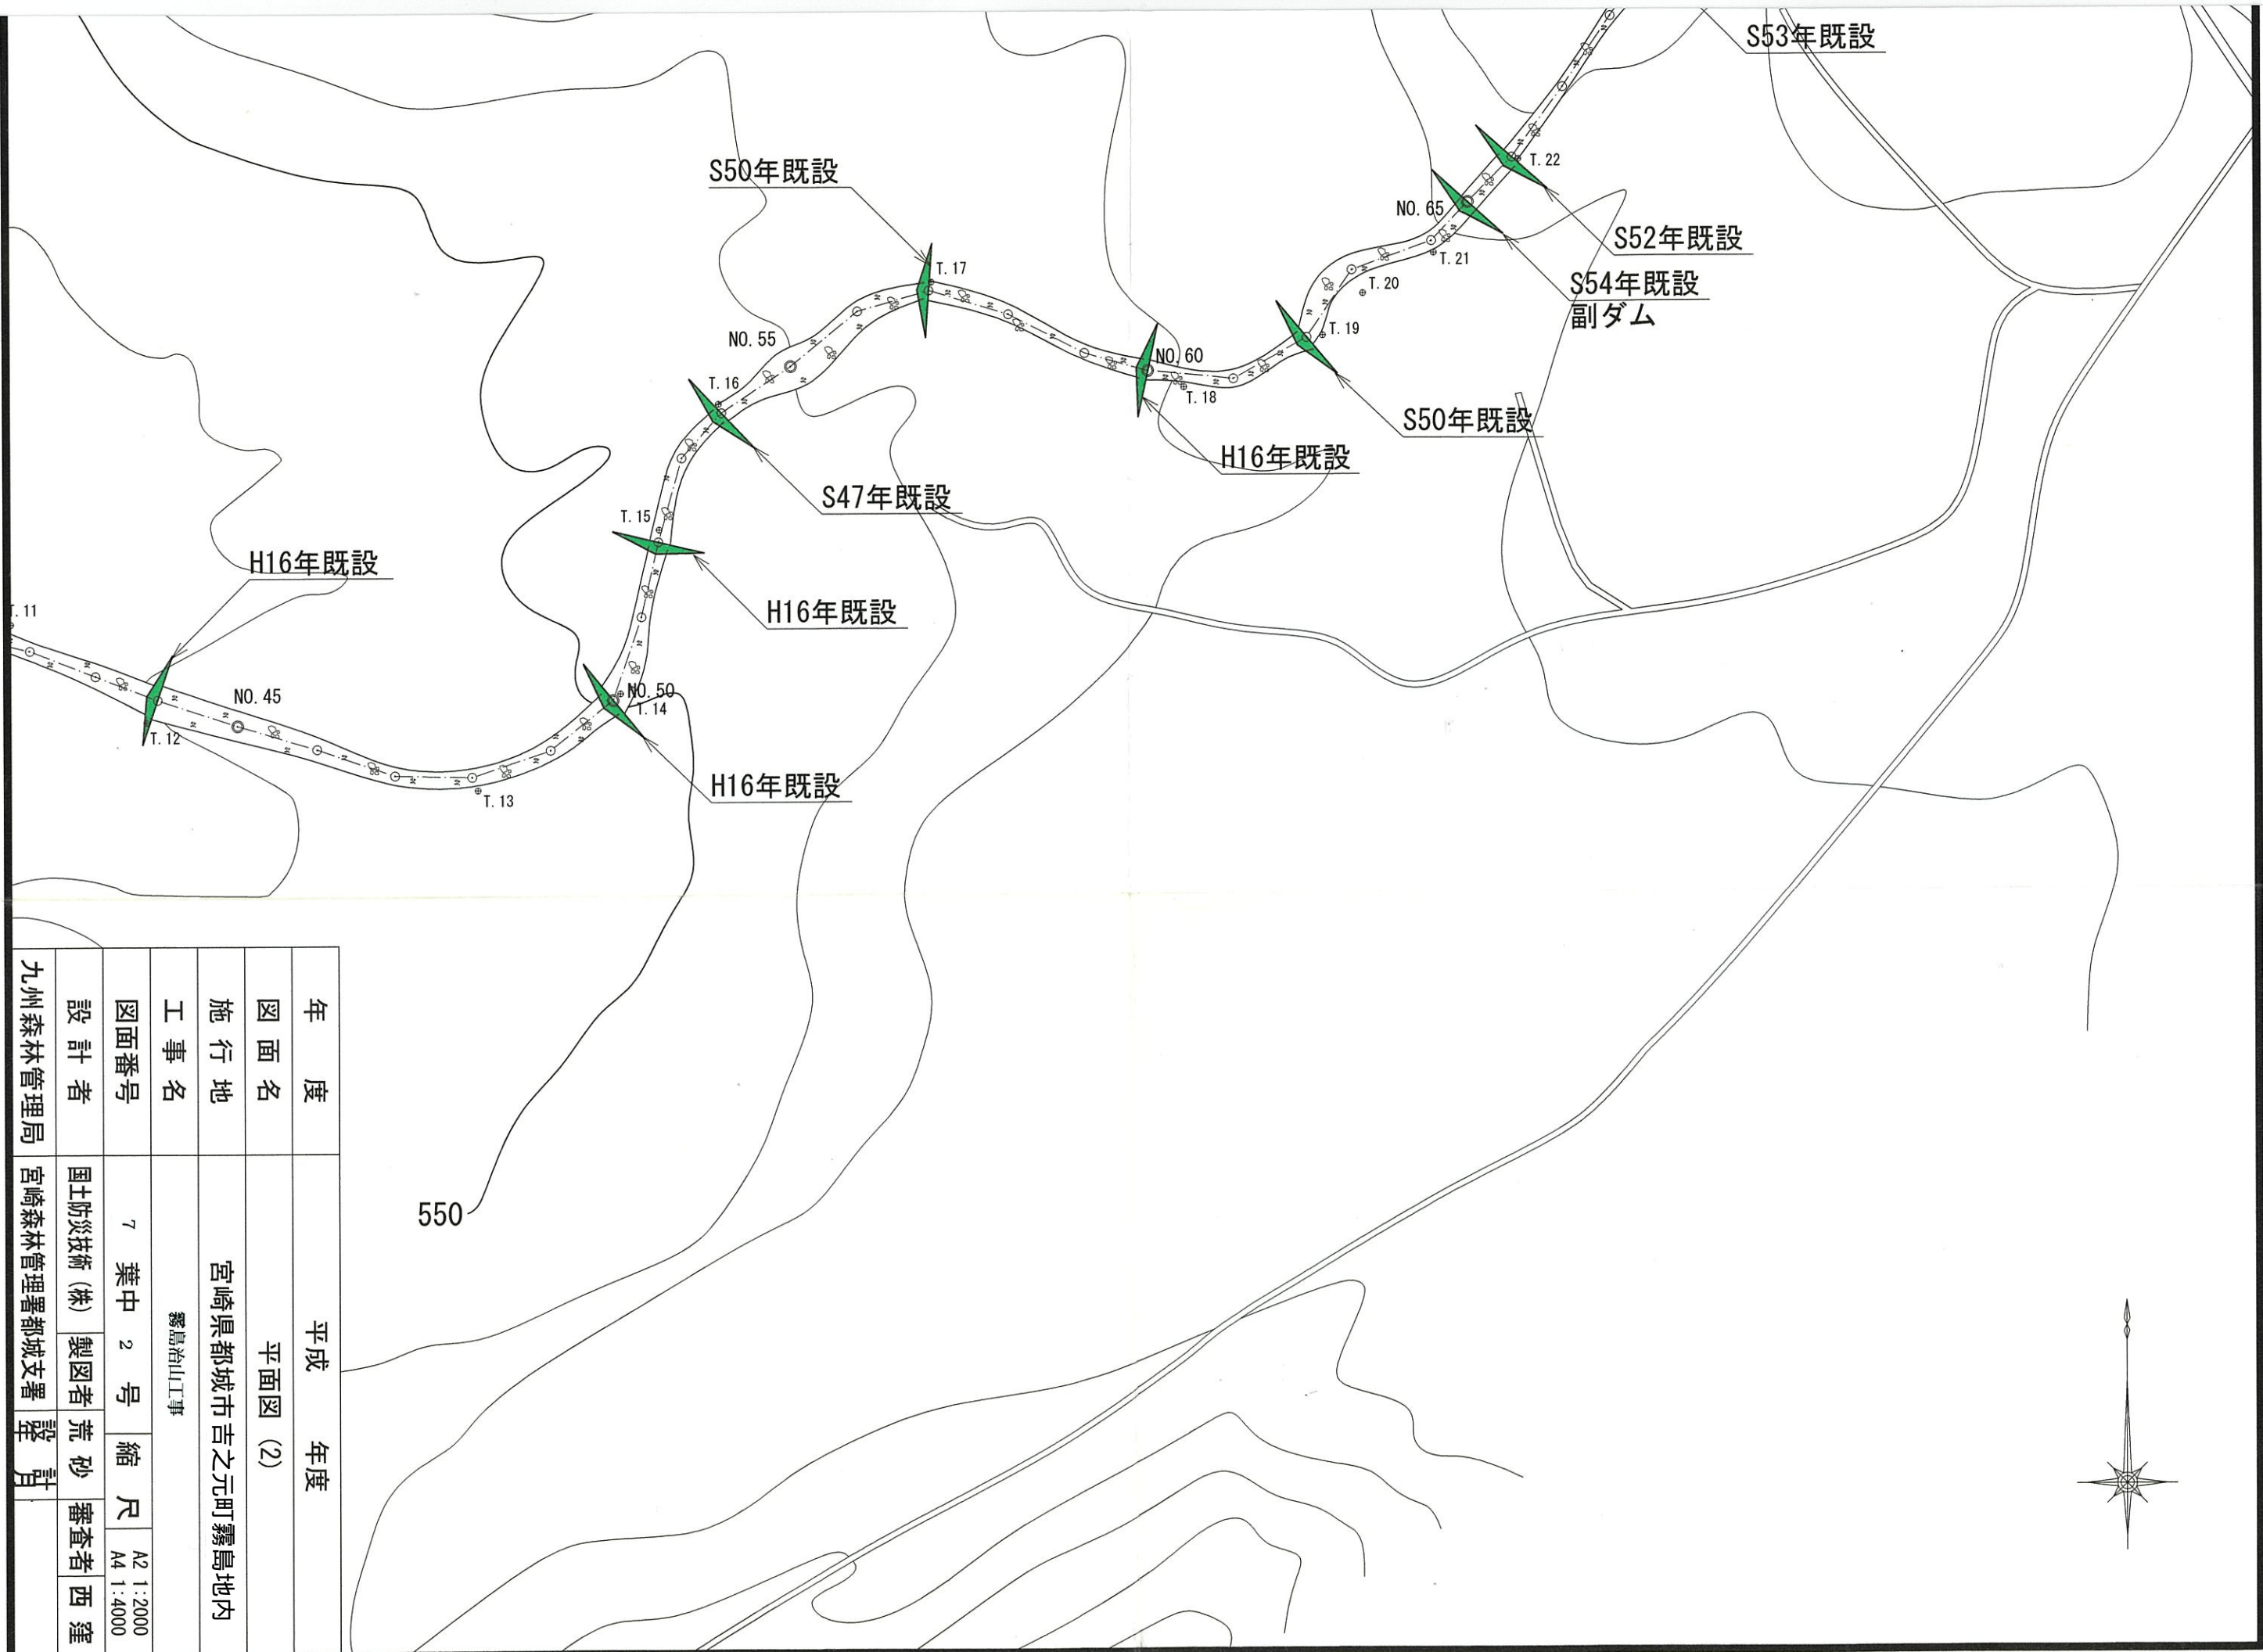 S53年既設
S50年既設
T. 22
NO. 65
S52年既設
T. 21
T. 17
T. 20
S54年既設
副ダム
T. 19
NO. 55
NO. 60
T. 16
T. 18
S50年既設
H16年既設
S47年既設
T. 15
H16年既設
T. 11
H16年既設
NO. 50
NO. 45
T. 14
T. 12
H16年既設
T. 13
550
年 度 平成 年度
図 面 名 平面図 (2)
施 行 地 宮崎県都城市吉之元町霧島地内
工 事 名 霧島治山工事
図面番号 7 葉中 2 号 縮 尺 A2 1:2000
A4 1:4000
設 計 者 国土防災技術 (株) 製図者 荒 砂 審査者 西 窪
九州森林管理局 宮崎森林管理署都城支署 設 計